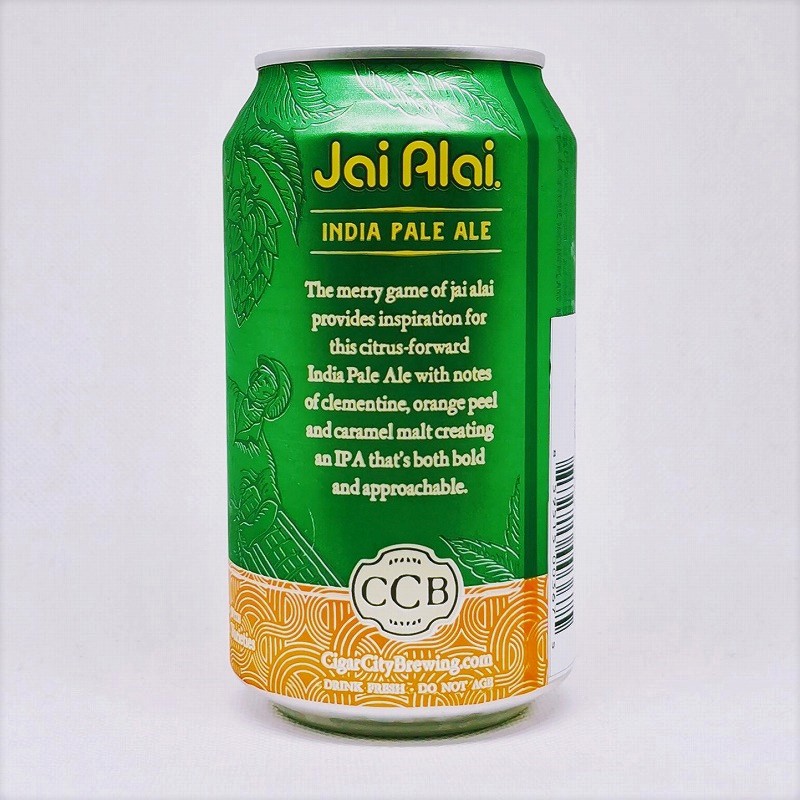 Jai Alai.
INDIA PALE ALE
The merry game of jai alai
provides inspiration for
this citrus-forward
India Pale Ale with notes
of clementine, orange peel
and caramel malt creating
an IPA that's both bold
and approachable.
CCB
CigarCityBrewing.com
DRINK FRESH - DO NOT AGE